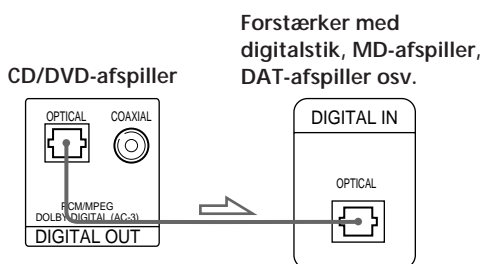 Forstærker med
digitalstik, MD-afspiller,
DAT-afspiller osv.
CD/DVD-afspiller
OPTICAL COAXIAL
PCM/MPEG
DOLBY DIGITAL (AC-3)
DIGITAL OUT
DIGITAL IN
OPTICAL